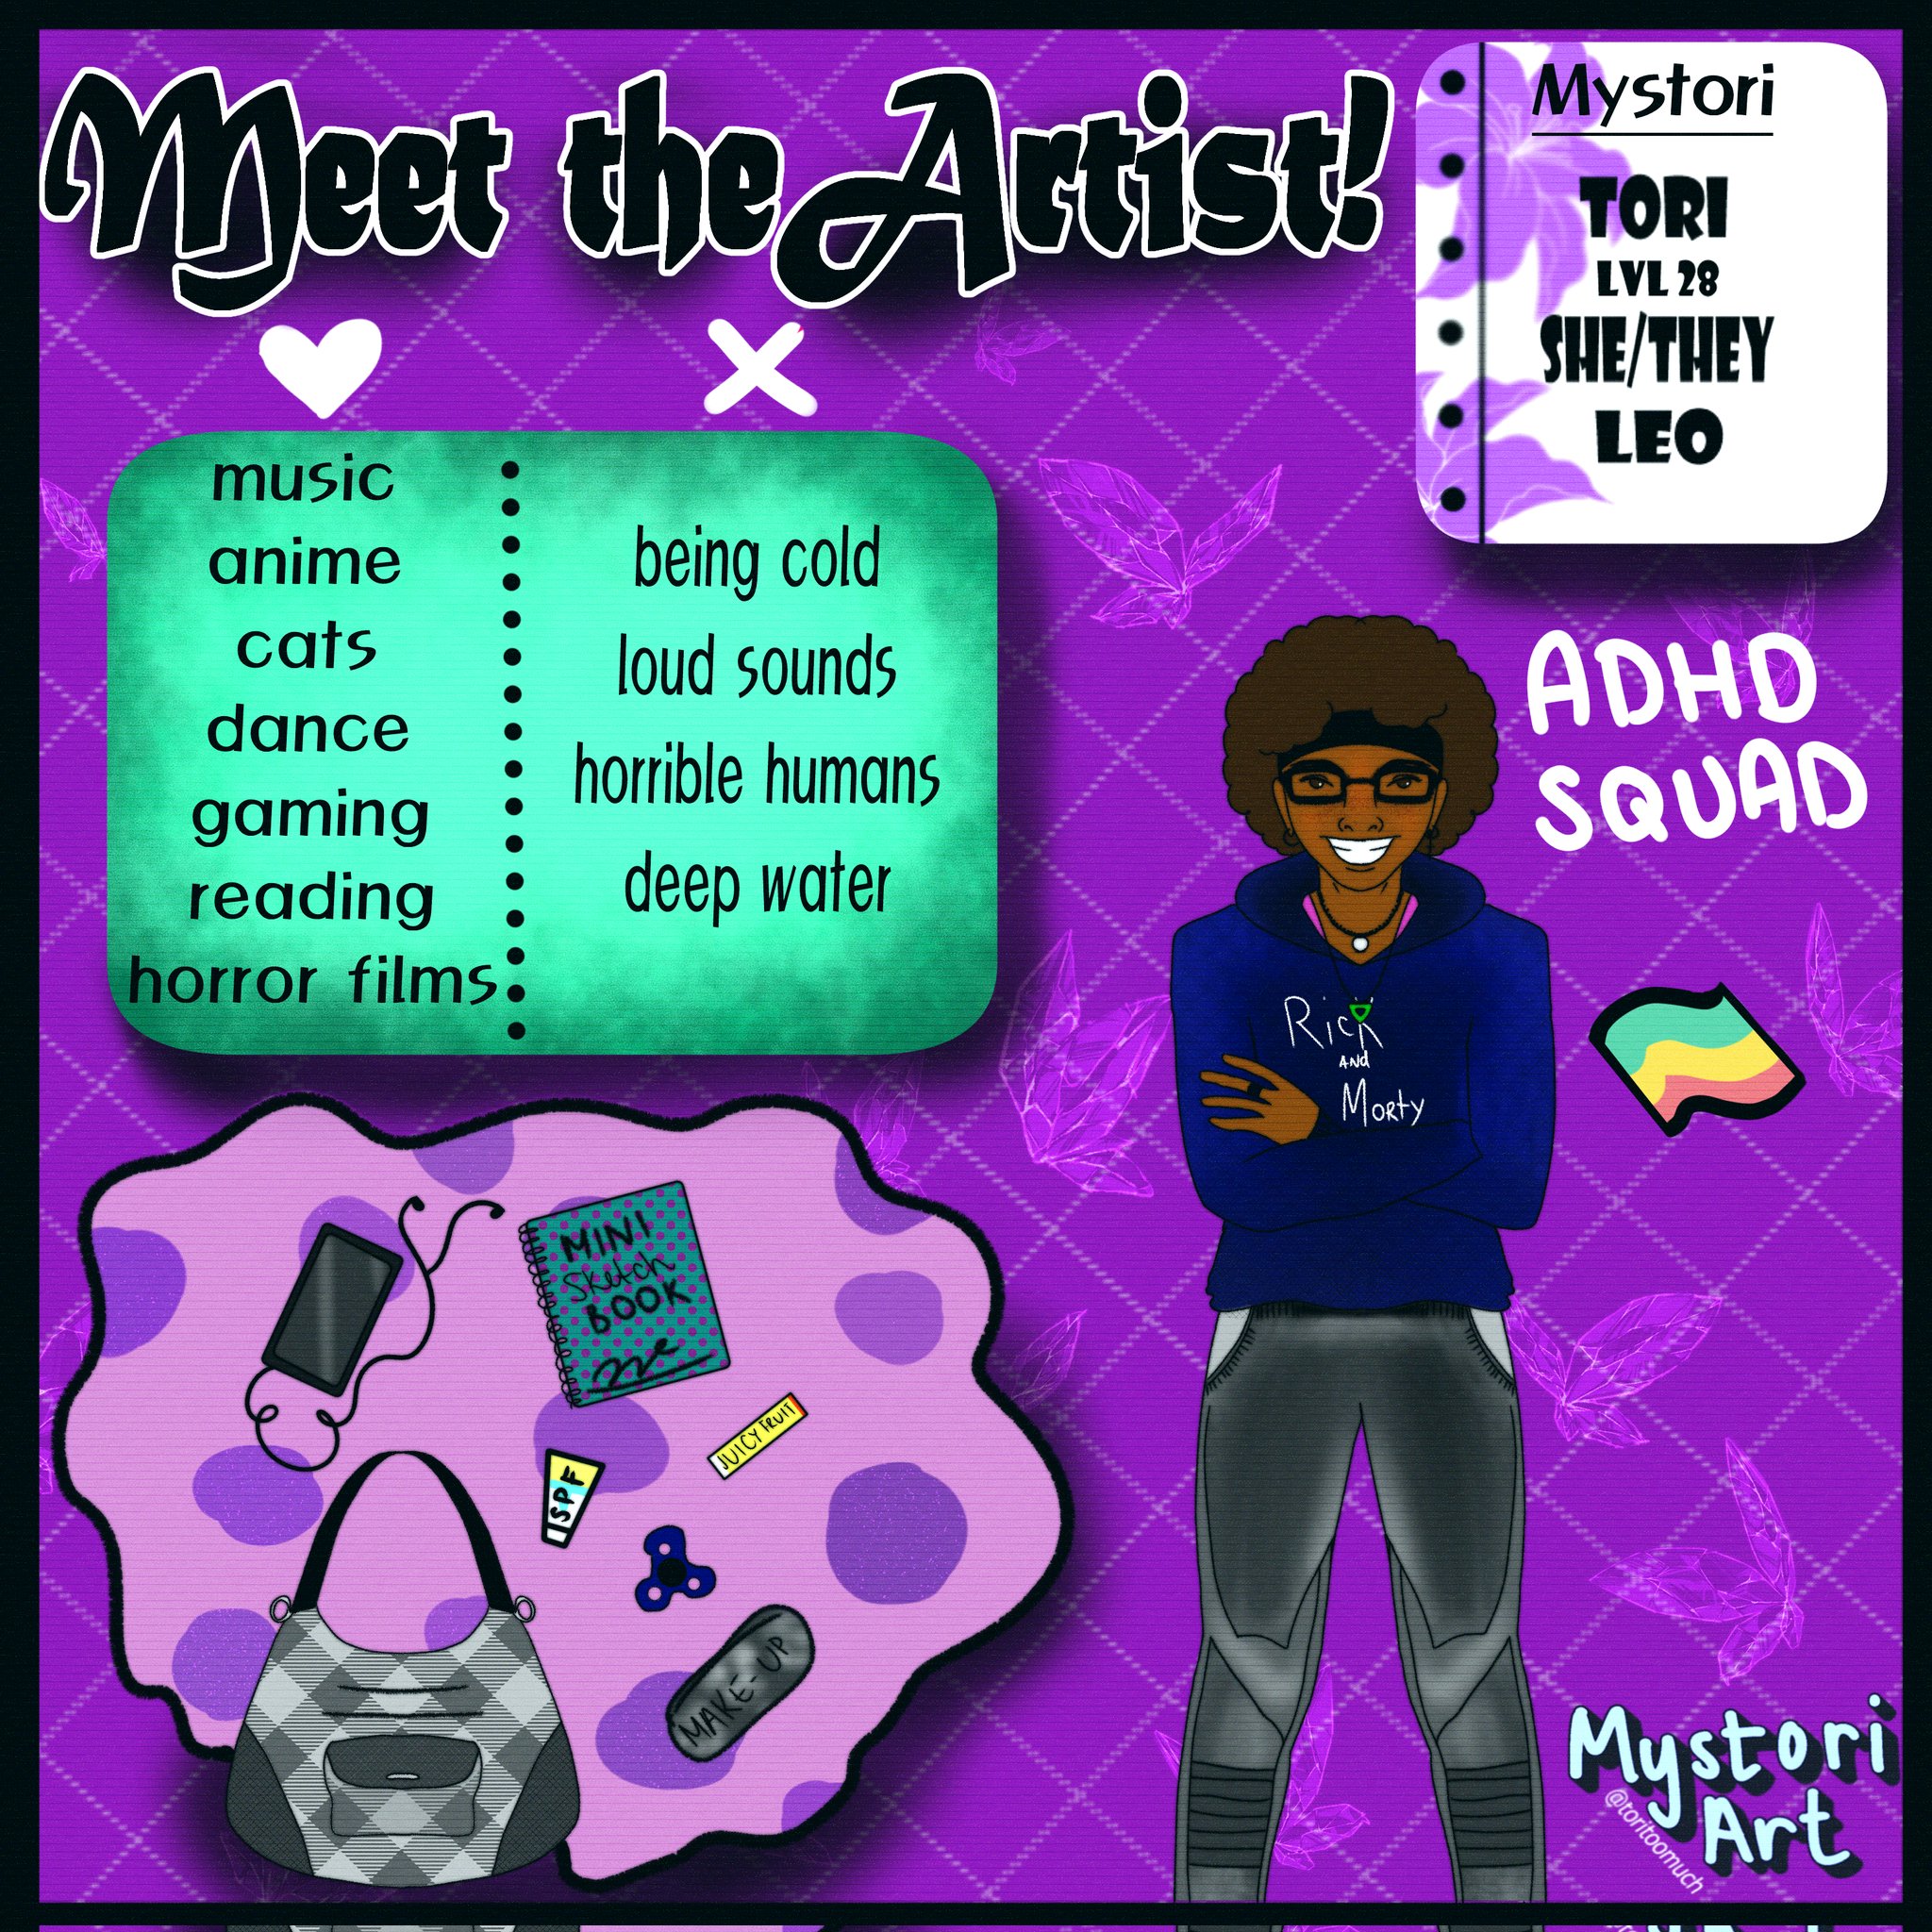 Meet the Artist!
Mystori
TORI
LVL 28
SHE/THEY
LEO
music
anime
cats
dance
gaming
reading
horror films
being cold
loud sounds
horrible humans
deep water
ADHD
SQUAD
Rick
AND
Morty
MINI
Sketch
BOOK
JUICY FRUIT
SPF
MAKE-UP
Mystori
Art
@toritoomuch